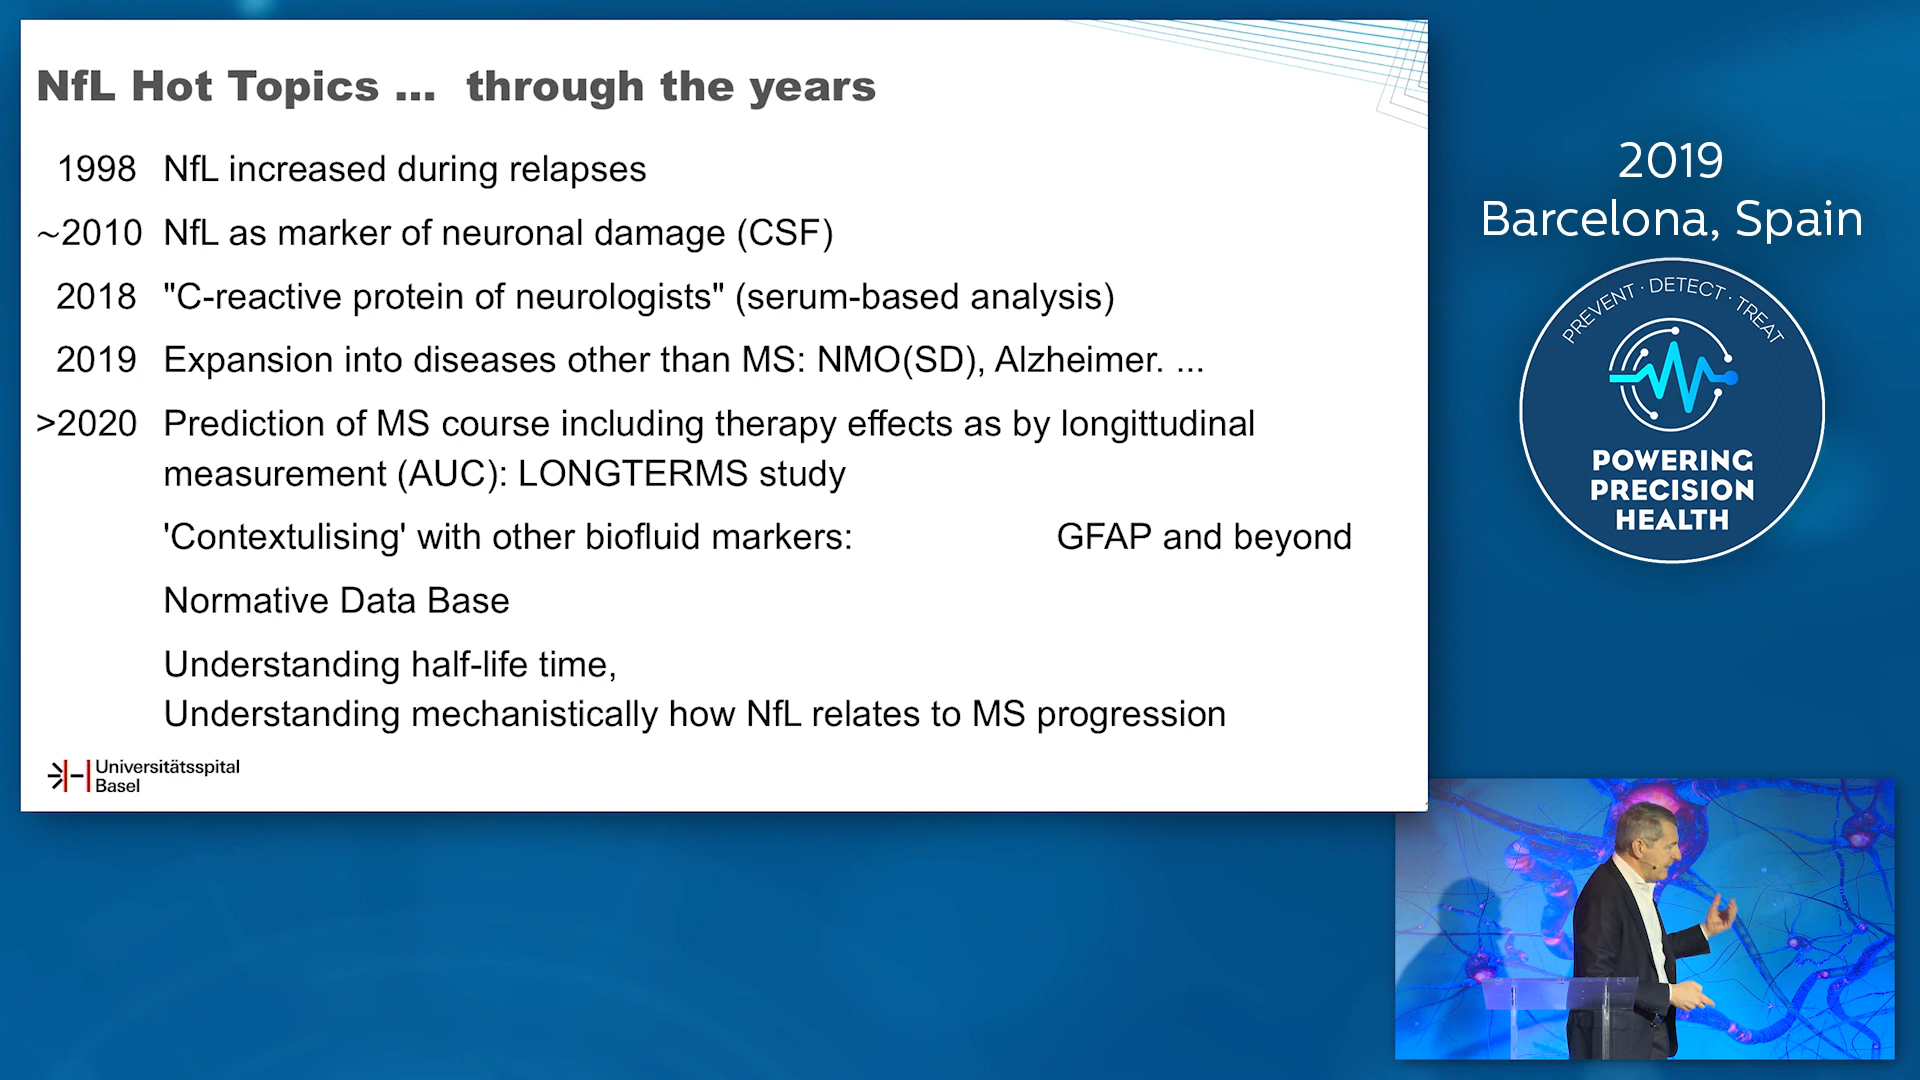 NfL Hot Topics ... through the years
1998 NfL increased during relapses
~2010 NfL as marker of neuronal damage (CSF)
2018 "C-reactive protein of neurologists" (serum-based analysis)
2019 Expansion into diseases other than MS: NMO(SD), Alzheimer. ...
>2020 Prediction of MS course including therapy effects as by longittudinal
measurement (AUC): LONGTERMS study
'Contextulising' with other biofluid markers: GFAP and beyond
Normative Data Base
Understanding half-life time,
Understanding mechanistically how NfL relates to MS progression
Universitätsspital
Basel
2019
Barcelona, Spain
PREVENT · DETECT · TREAT
POWERING
PRECISION
HEALTH